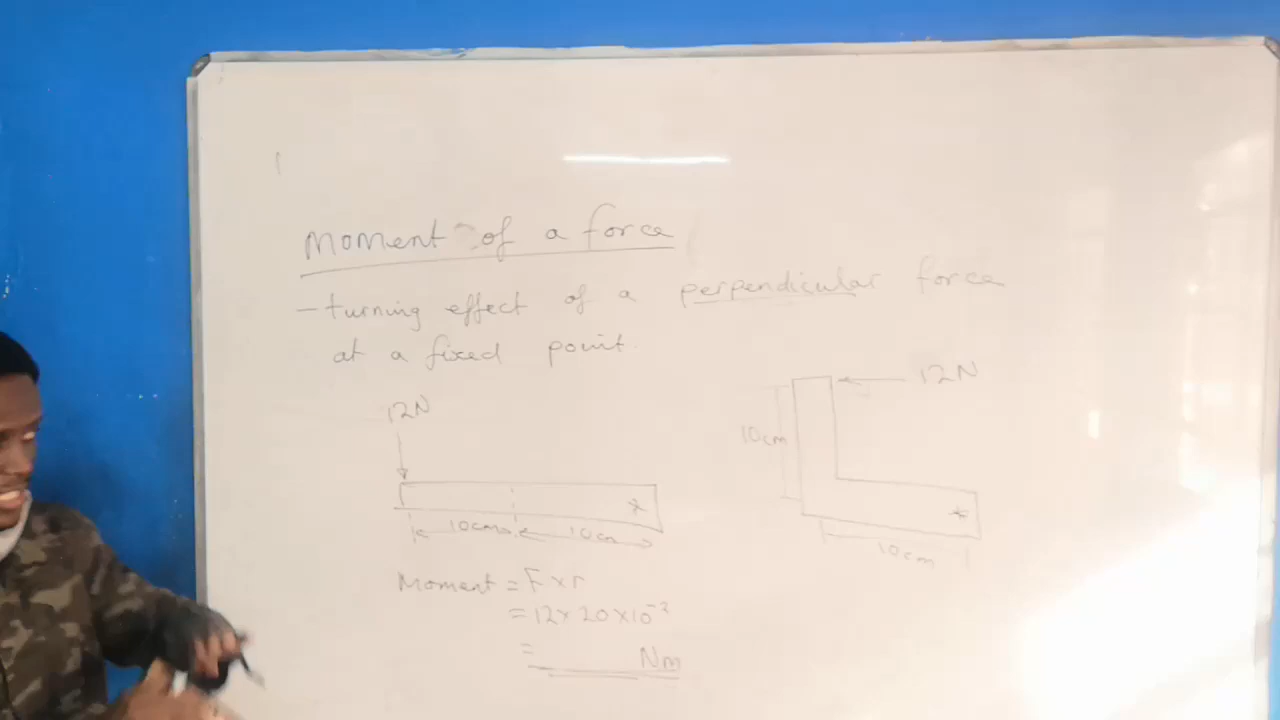 Moment of a force
- turning effect of a perpendicular force
at a fixed point.
12N
10cm
10cm
Moment = F × r
= 12 × 20 × 10⁻²
= Nm
12N
10cm
10cm